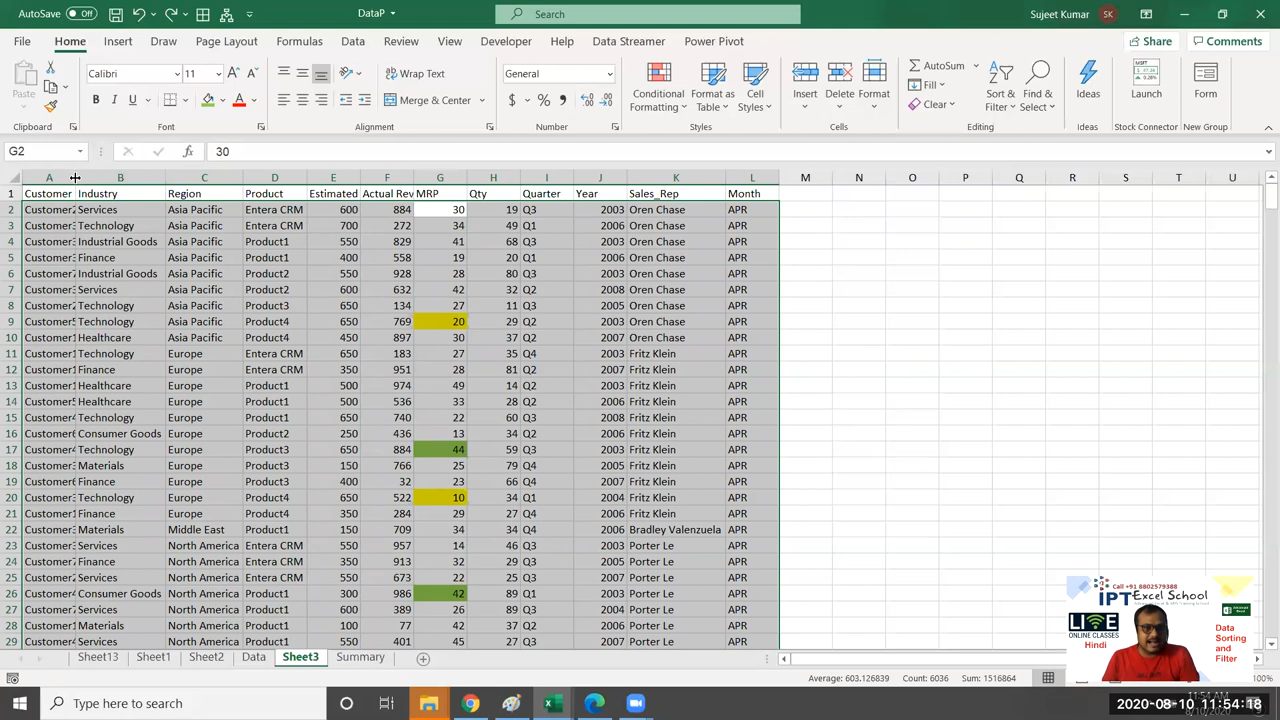 AutoSave Off DataP Search Sujeet Kumar SK
File Home Insert Draw Page Layout Formulas Data Review View Developer Help Data Streamer Power Pivot Share Comments
Paste Calibri 11 Wrap Text General Conditional Formatting Format as Table Cell Styles Insert Delete Format AutoSum Fill Clear Sort & Filter Find & Select Ideas Launch Form
Merge & Center
Clipboard Font Alignment Number Styles Cells Editing Ideas Stock Connector New Group
G2 30
A B C D E F G H I J K L M N O P Q R S T U
1 Customer Industry Region Product Estimated Actual Rev MRP Qty Quarter Year Sales_Rep Month
2 Services Asia Pacific Entera CRM 600 884 30 19 Q3 2003 Oren Chase APR
3 Technology Asia Pacific Entera CRM 700 272 34 49 Q1 2006 Oren Chase APR
4 Industrial Goods Asia Pacific Product1 550 829 41 68 Q3 2003 Oren Chase APR
5 Finance Asia Pacific Product1 400 558 19 20 Q1 2006 Oren Chase APR
6 Industrial Goods Asia Pacific Product2 550 928 28 80 Q3 2003 Oren Chase APR
7 Services Asia Pacific Product2 600 632 42 32 Q2 2008 Oren Chase APR
8 Technology Asia Pacific Product3 650 134 27 11 Q3 2005 Oren Chase APR
9 Technology Asia Pacific Product4 650 769 20 29 Q2 2003 Oren Chase APR
10 Healthcare Asia Pacific Product4 450 897 30 37 Q2 2007 Oren Chase APR
11 Technology Europe Entera CRM 650 183 27 35 Q4 2003 Fritz Klein APR
12 Finance Europe Entera CRM 350 951 28 81 Q2 2007 Fritz Klein APR
13 Healthcare Europe Product1 500 974 49 14 Q2 2003 Fritz Klein APR
14 Healthcare Europe Product1 500 536 33 28 Q2 2006 Fritz Klein APR
15 Technology Europe Product1 650 740 22 60 Q3 2008 Fritz Klein APR
16 Consumer Goods Europe Product2 250 436 13 34 Q2 2006 Fritz Klein APR
17 Technology Europe Product3 650 884 44 59 Q3 2003 Fritz Klein APR
18 Materials Europe Product3 150 766 25 79 Q4 2005 Fritz Klein APR
19 Finance Europe Product3 400 32 23 66 Q4 2007 Fritz Klein APR
20 Technology Europe Product4 650 522 10 34 Q1 2004 Fritz Klein APR
21 Finance Europe Product4 350 284 29 27 Q4 2006 Fritz Klein APR
22 Materials Middle East Product1 150 709 34 34 Q4 2006 Bradley Valenzuela APR
23 Services North America Entera CRM 550 957 14 46 Q3 2003 Porter Le APR
24 Finance North America Entera CRM 350 913 32 29 Q3 2005 Porter Le APR
25 Services North America Entera CRM 550 673 22 25 Q3 2007 Porter Le APR
26 Consumer Goods North America Product1 300 986 42 89 Q1 2003 Porter Le APR
27 Services North America Product1 600 389 26 89 Q3 2004 Porter Le APR
28 Materials North America Product1 100 77 42 37 Q1 2006 Porter Le APR
29 Services North America Product1 550 401 45 27 Q3 2007 Porter Le APR
Call +91 8802579388
IPT Excel School
LIVE
ONLINE CLASSES
Hindi
Data
Sorting
and
Filter
Sheet13 Sheet1 Sheet2 Data Sheet3 Summary
Average: 603.126839 Count: 6036 Sum: 1516864 100%
Type here to search
2020-08-10 11:54:18